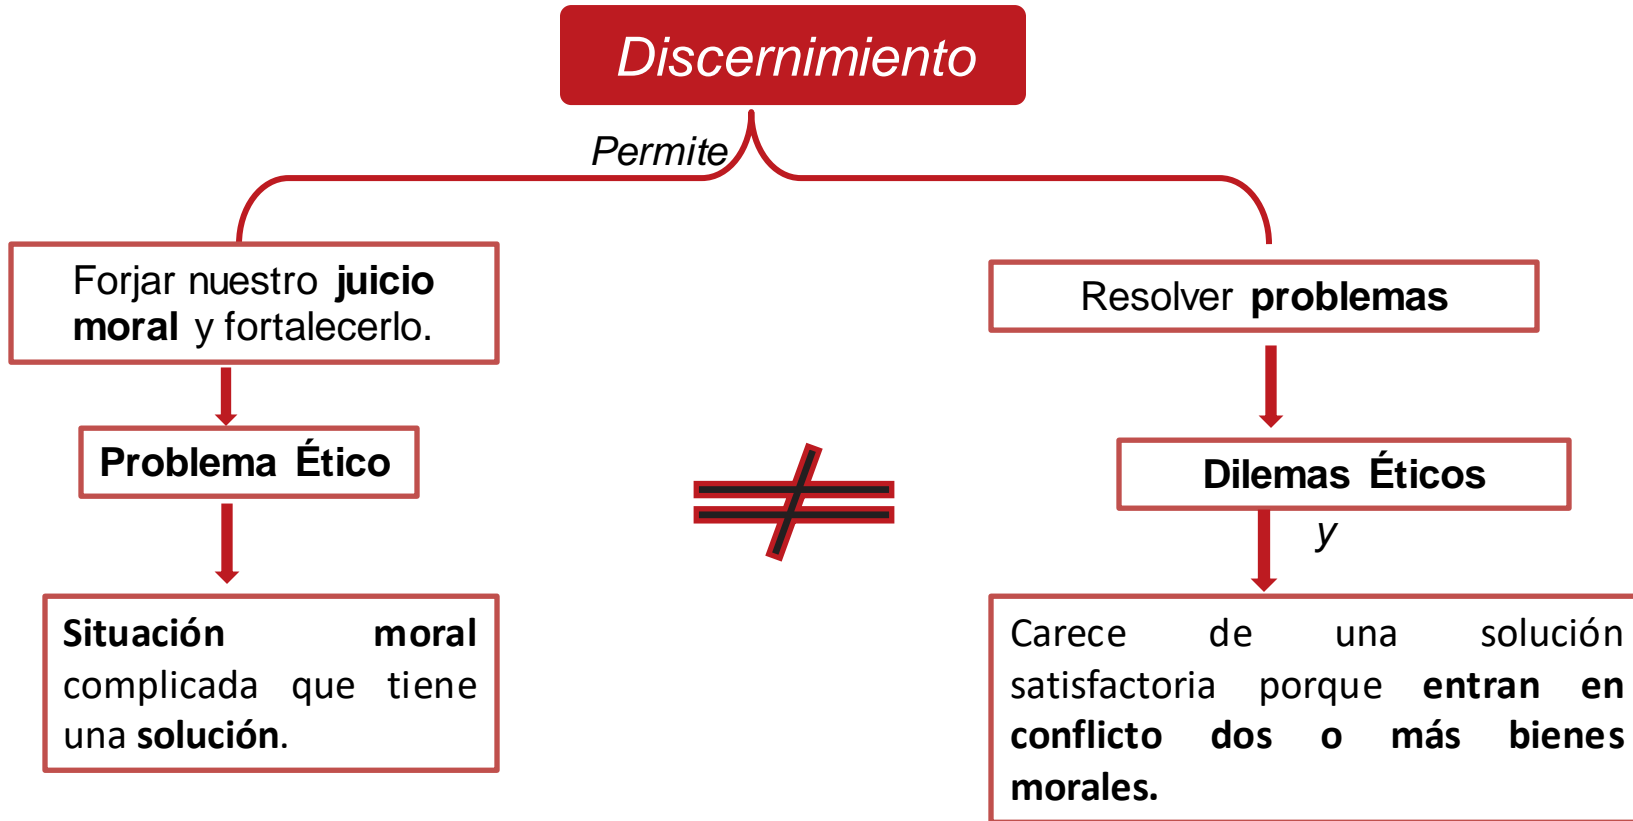 Discernimiento
Permite
Forjar nuestro juicio
moral y fortalecerlo.
Resolver problemas
Problema Ético
Dilemas Éticos
y
Situación moral
complicada que tiene
una solución.
Carece de una solución
satisfactoria porque entran en
conflicto dos o más bienes
morales.